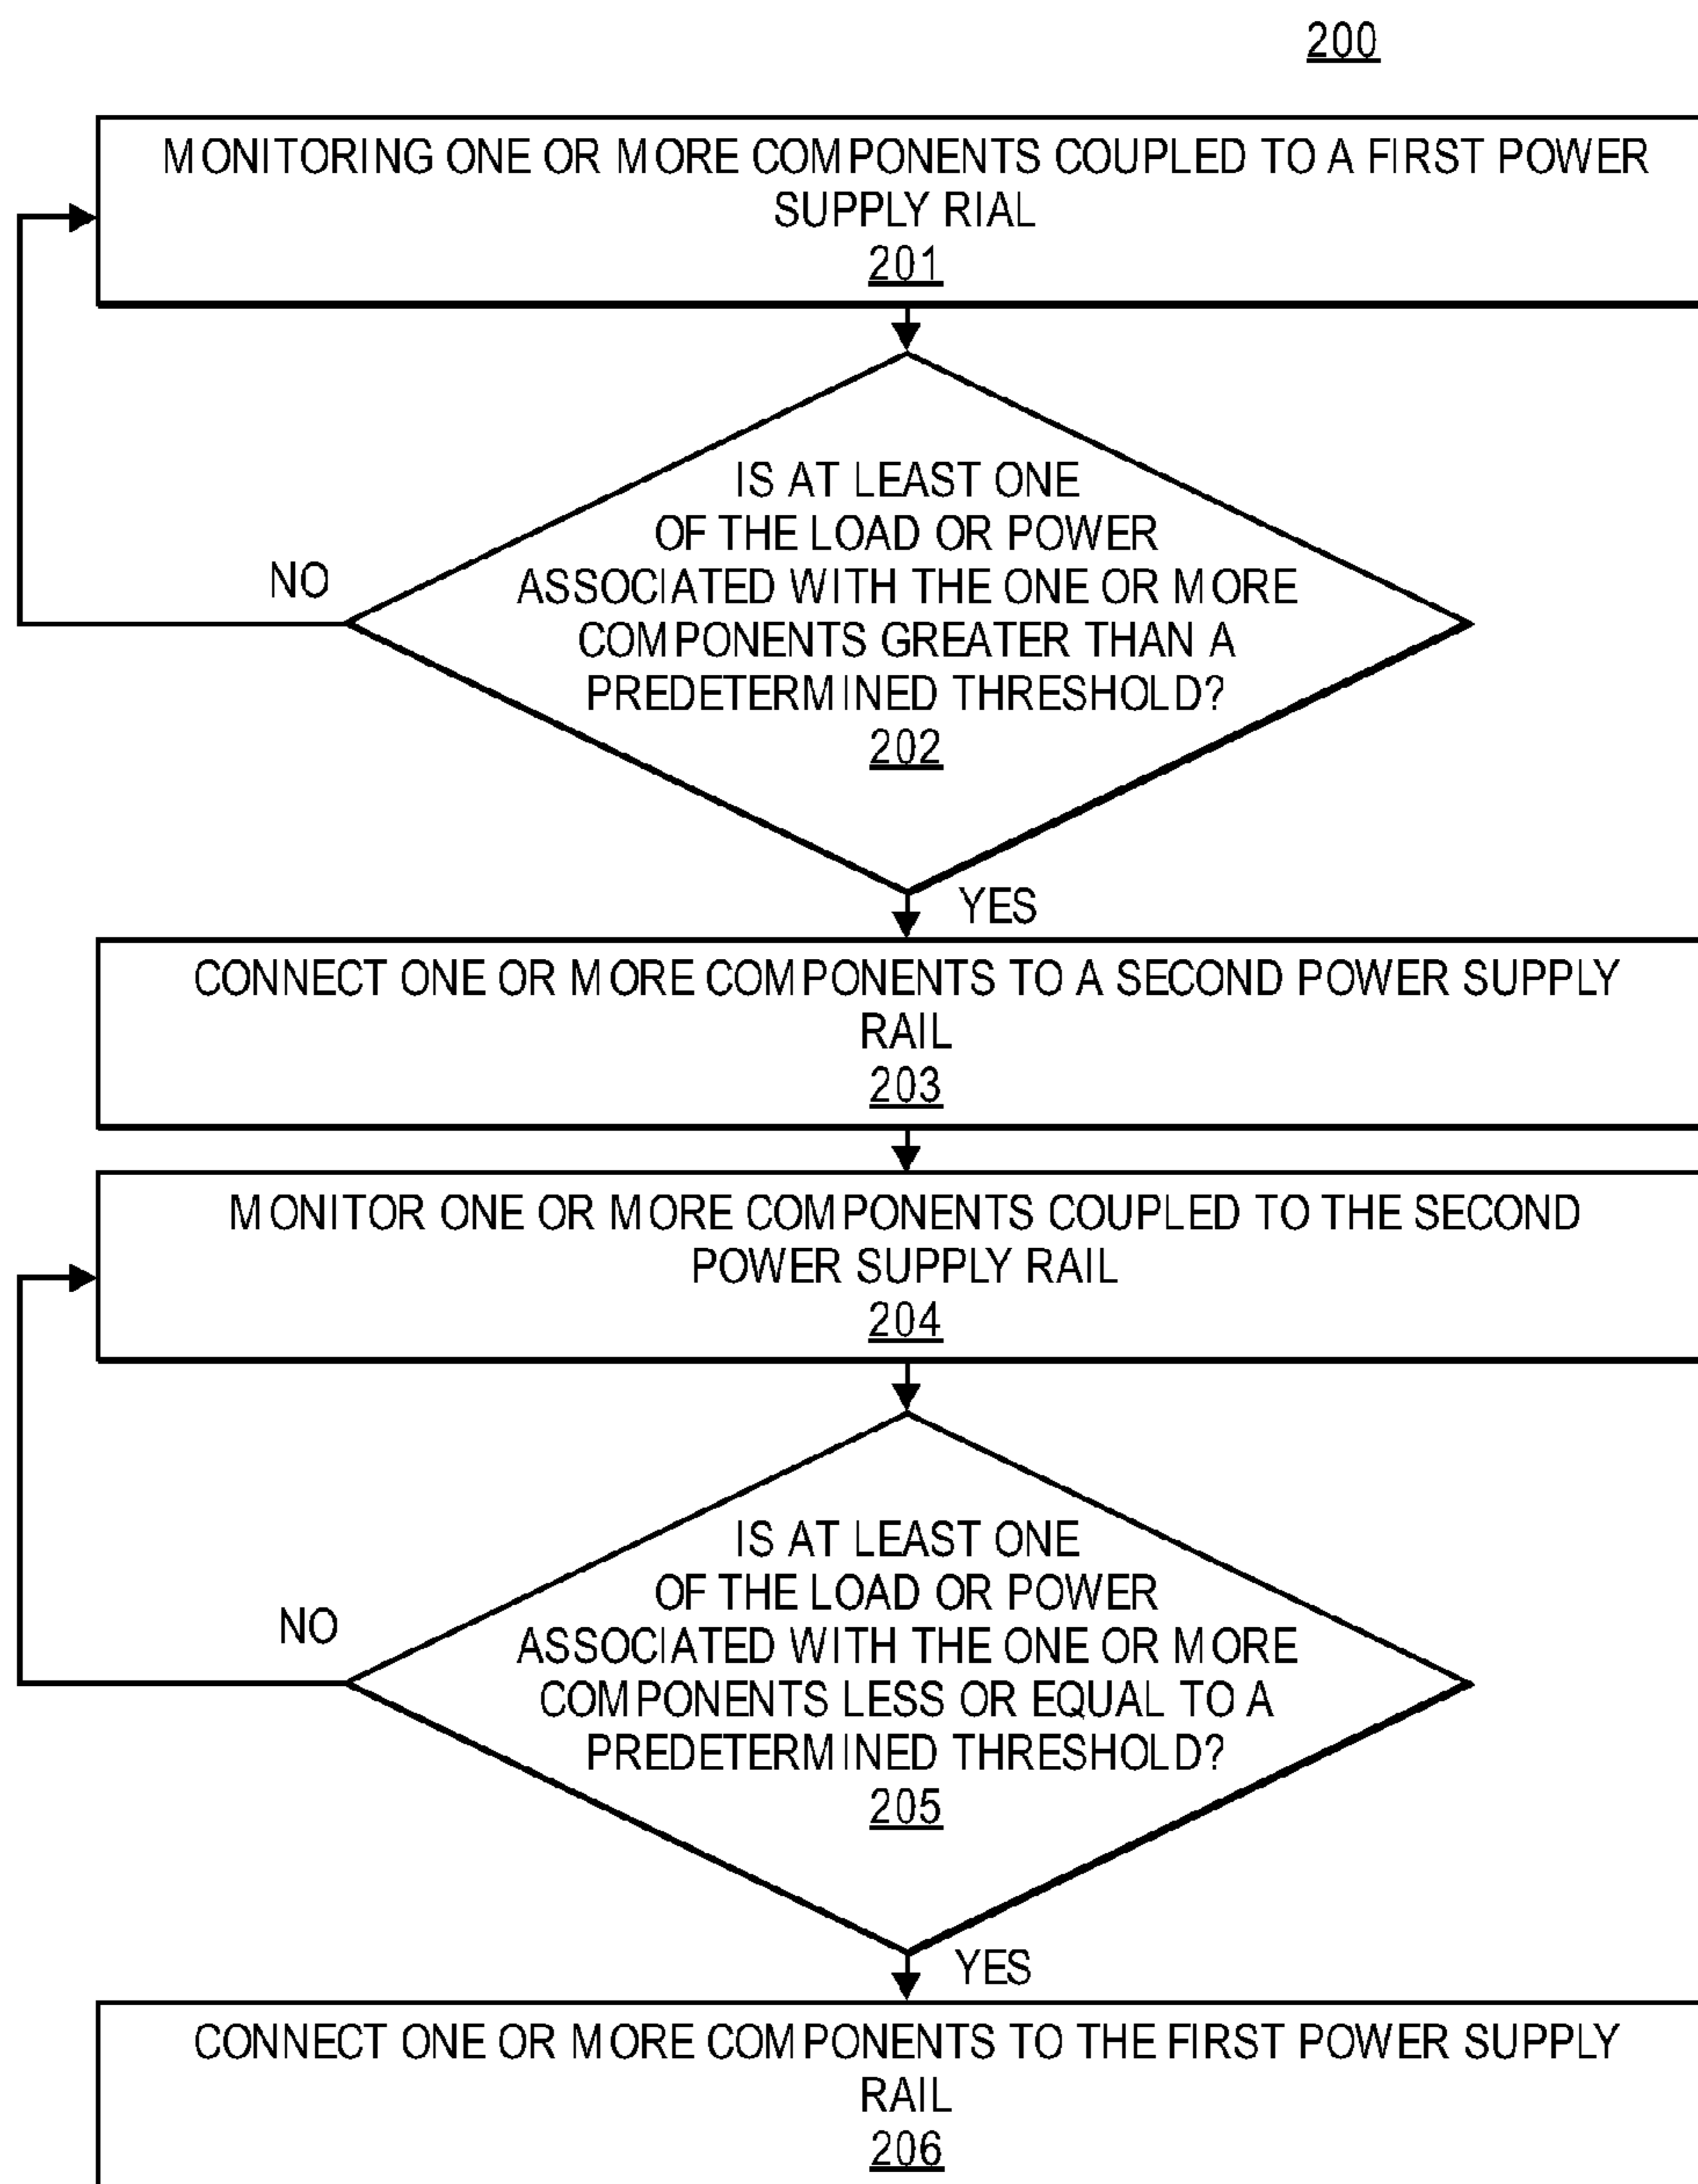 200
MONITORING ONE OR MORE COMPONENTS COUPLED TO A FIRST POWER
SUPPLY RIAL
201
IS AT LEAST ONE
OF THE LOAD OR POWER
ASSOCIATED WITH THE ONE OR MORE
COMPONENTS GREATER THAN A
PREDETERMINED THRESHOLD?
202
NO
YES
CONNECT ONE OR MORE COMPONENTS TO A SECOND POWER SUPPLY
RAIL
203
MONITOR ONE OR MORE COMPONENTS COUPLED TO THE SECOND
POWER SUPPLY RAIL
204
IS AT LEAST ONE
OF THE LOAD OR POWER
ASSOCIATED WITH THE ONE OR MORE
COMPONENTS LESS OR EQUAL TO A
PREDETERMINED THRESHOLD?
205
NO
YES
CONNECT ONE OR MORE COMPONENTS TO THE FIRST POWER SUPPLY
RAIL
206